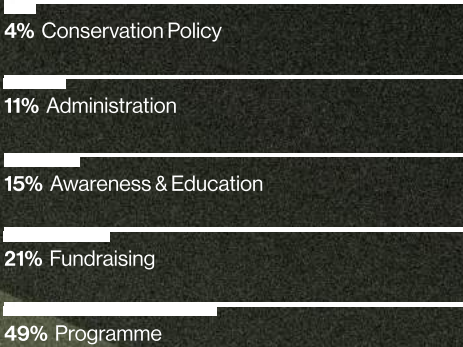 4% Conservation Policy
11% Administration
15% Awareness & Education
21% Fundraising
49% Programme